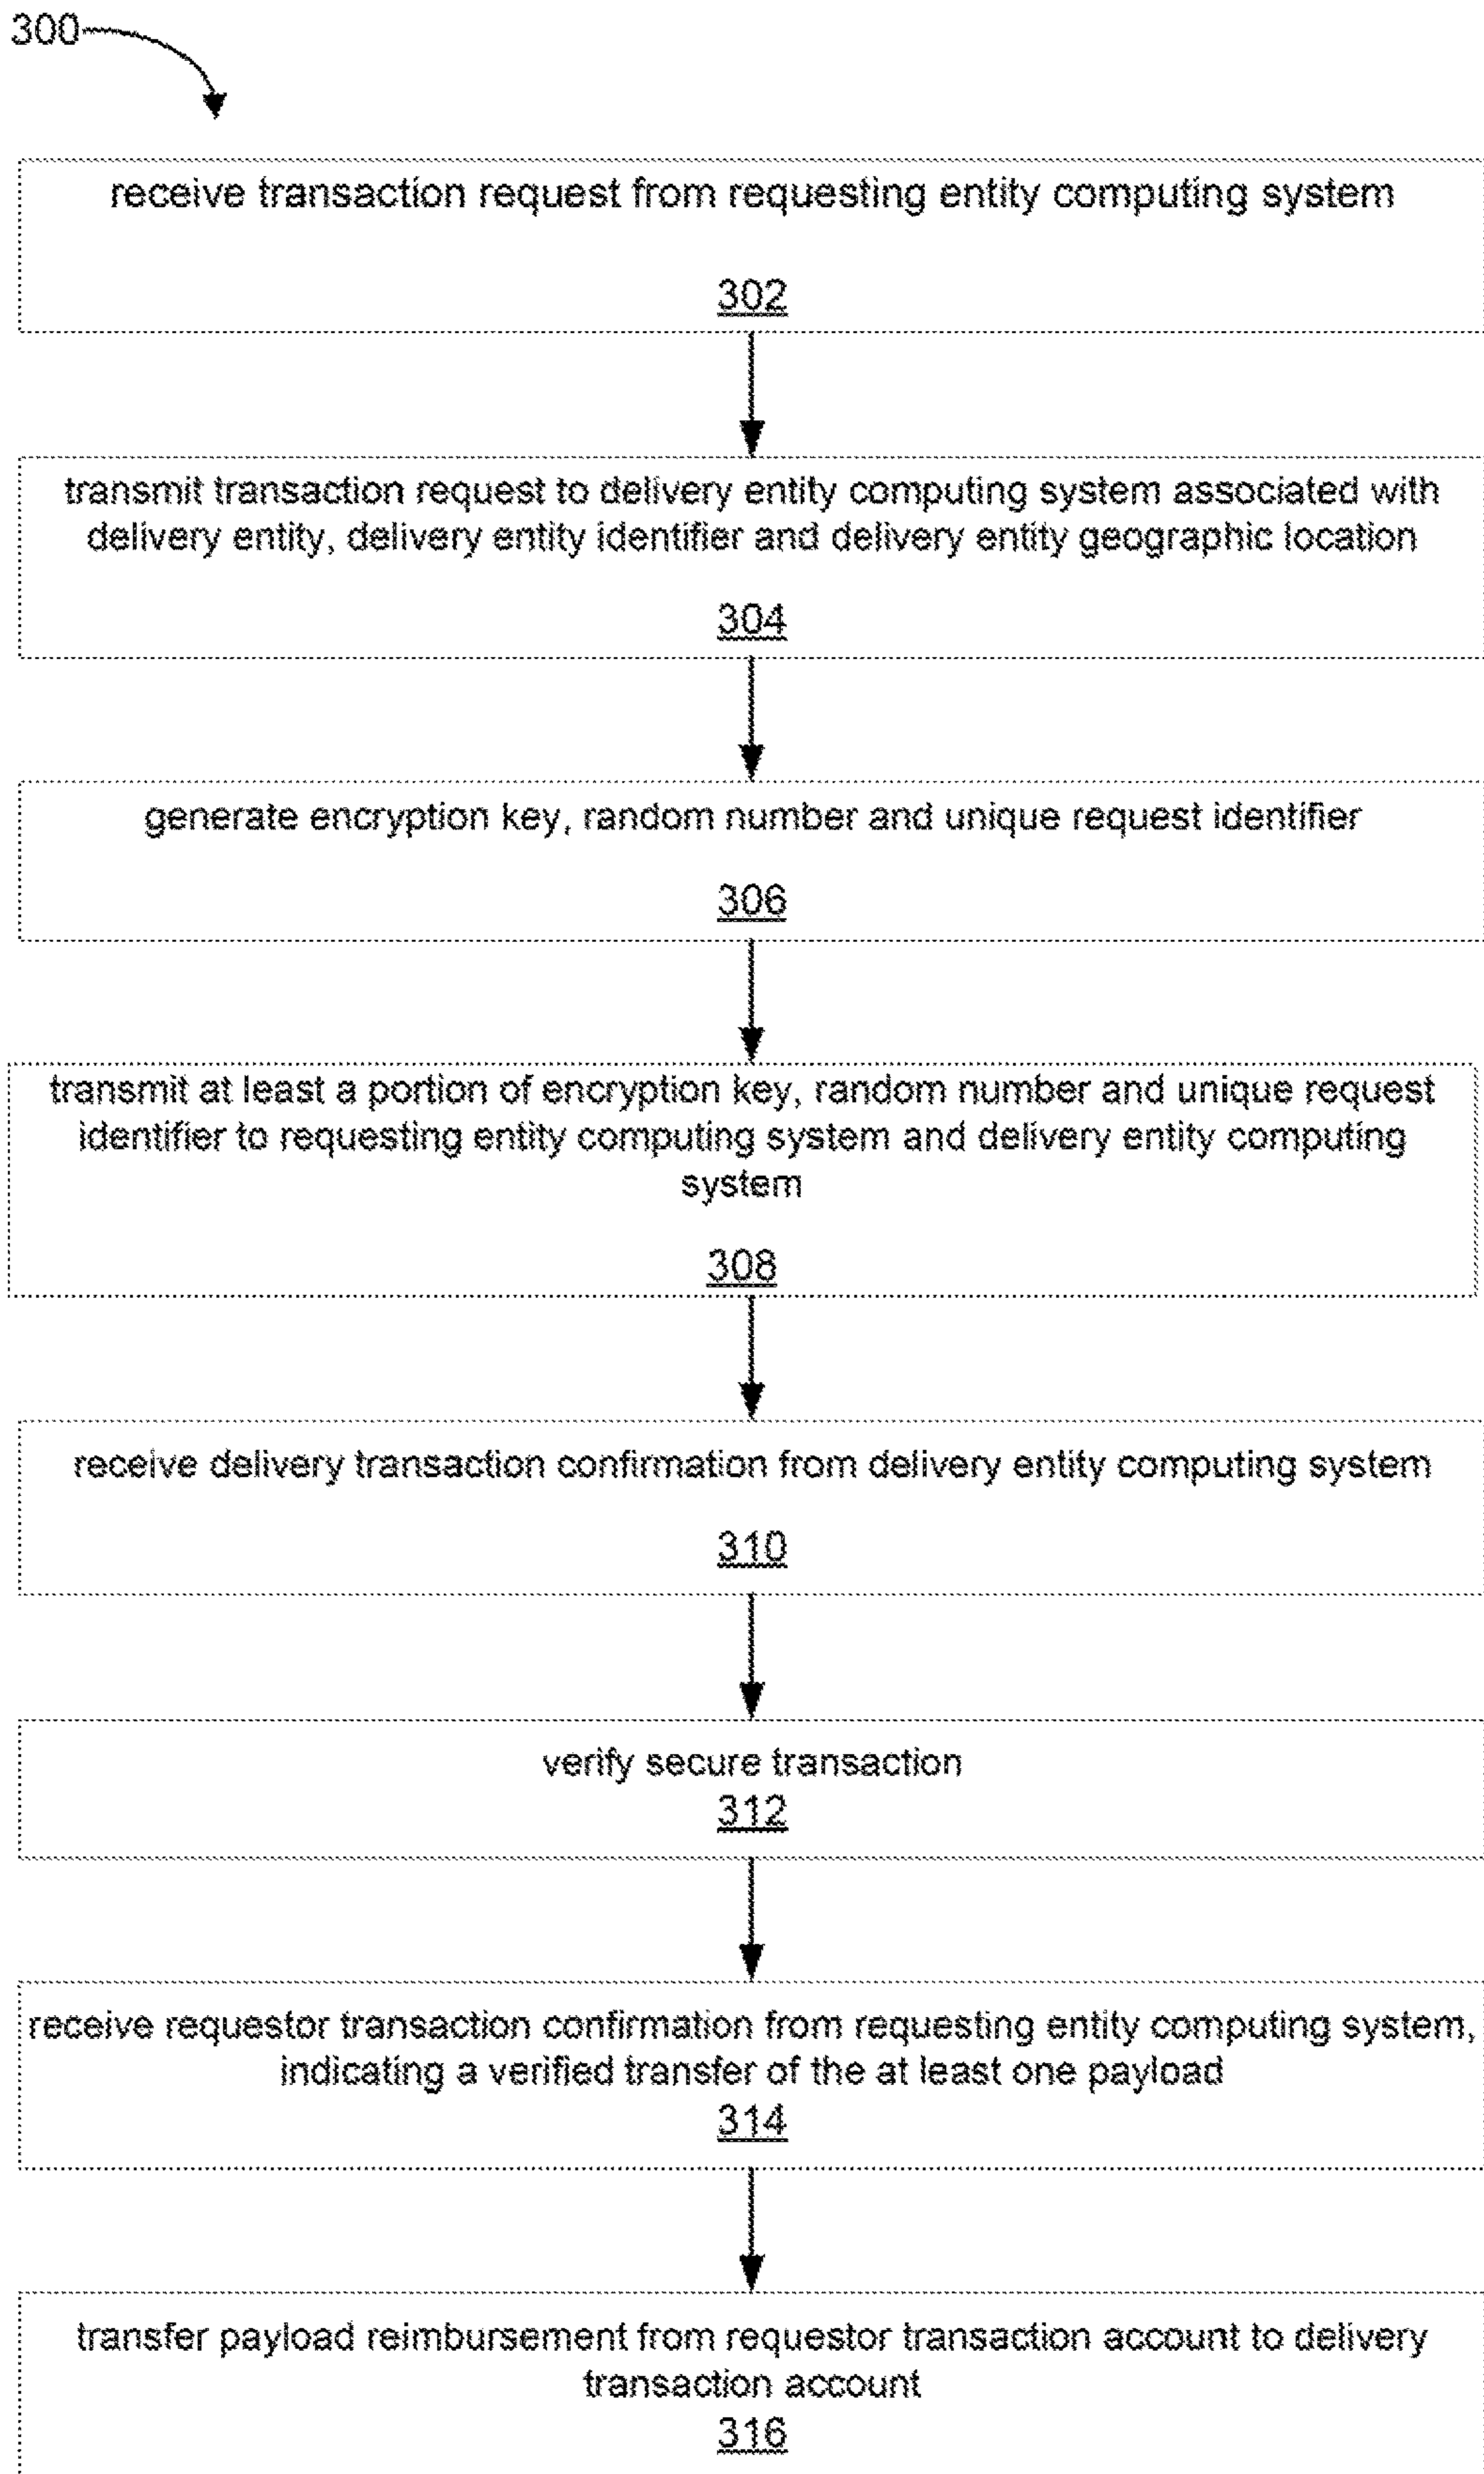 300
receive transaction request from requesting entity computing system
302
transmit transaction request to delivery entity computing system associated with
delivery entity, delivery entity identifier and delivery entity geographic location
304
generate encryption key, random number and unique request identifier
306
transmit at least a portion of encryption key, random number and unique request
identifier to requesting entity computing system and delivery entity computing
system
308
receive delivery transaction confirmation from delivery entity computing system
310
verify secure transaction
312
receive requestor transaction confirmation from requesting entity computing system,
indicating a verified transfer of the at least one payload
314
transfer payload reimbursement from requestor transaction account to delivery
transaction account
316